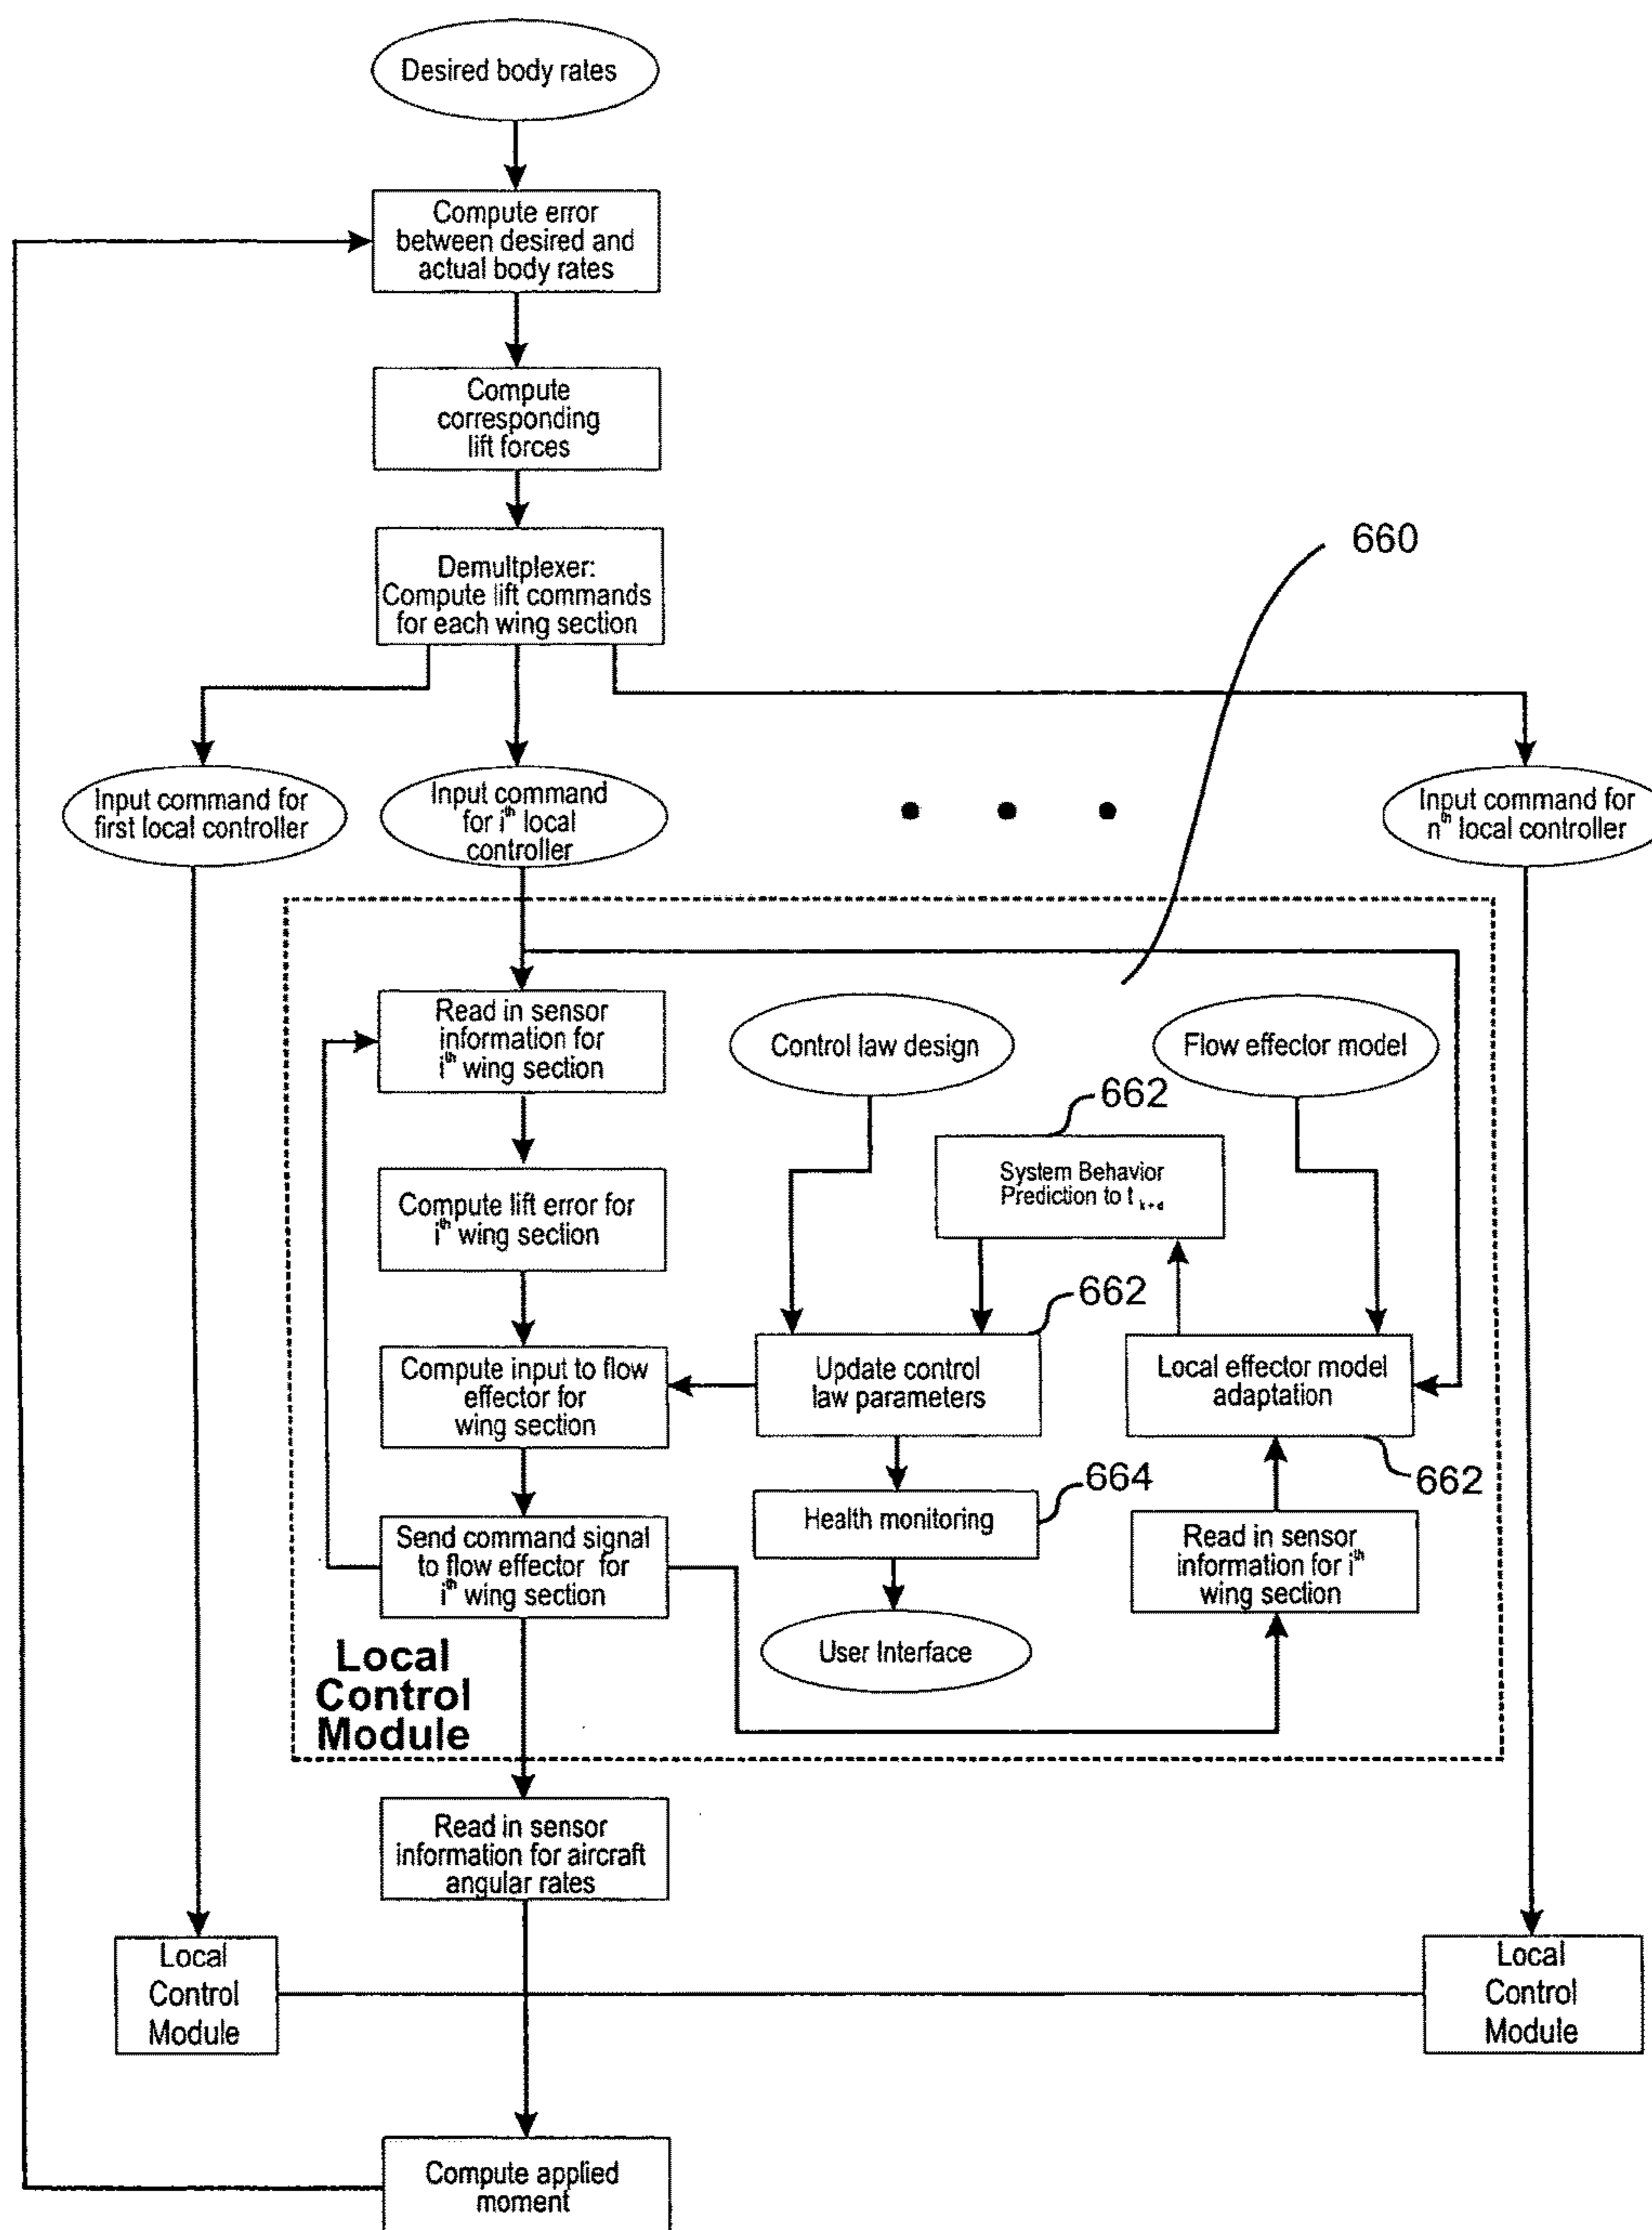 Desired body rates
Compute error
between desired and
actual body rates
Compute
corresponding
lift forces
Demultplexer:
Compute lift commands
for each wing section
660
Input command for
first local controller
Input command
for iᵗʰ local
controller
• • •
Input command for
nᵗʰ local controller
Read in sensor
information for
iᵗʰ wing section
Control law design
Flow effector model
662
System Behavior
Prediction to t k+d
Compute lift error for
iᵗʰ wing section
662
Compute input to flow
effector for
wing section
Update control
law parameters
Local effector model
adaptation
662
664
Health monitoring
Send command signal
to flow effector for
iᵗʰ wing section
Read in sensor
information for iᵗʰ
wing section
User Interface
Local
Control
Module
Read in sensor
information for aircraft
angular rates
Local
Control
Module
Local
Control
Module
Compute applied
moment